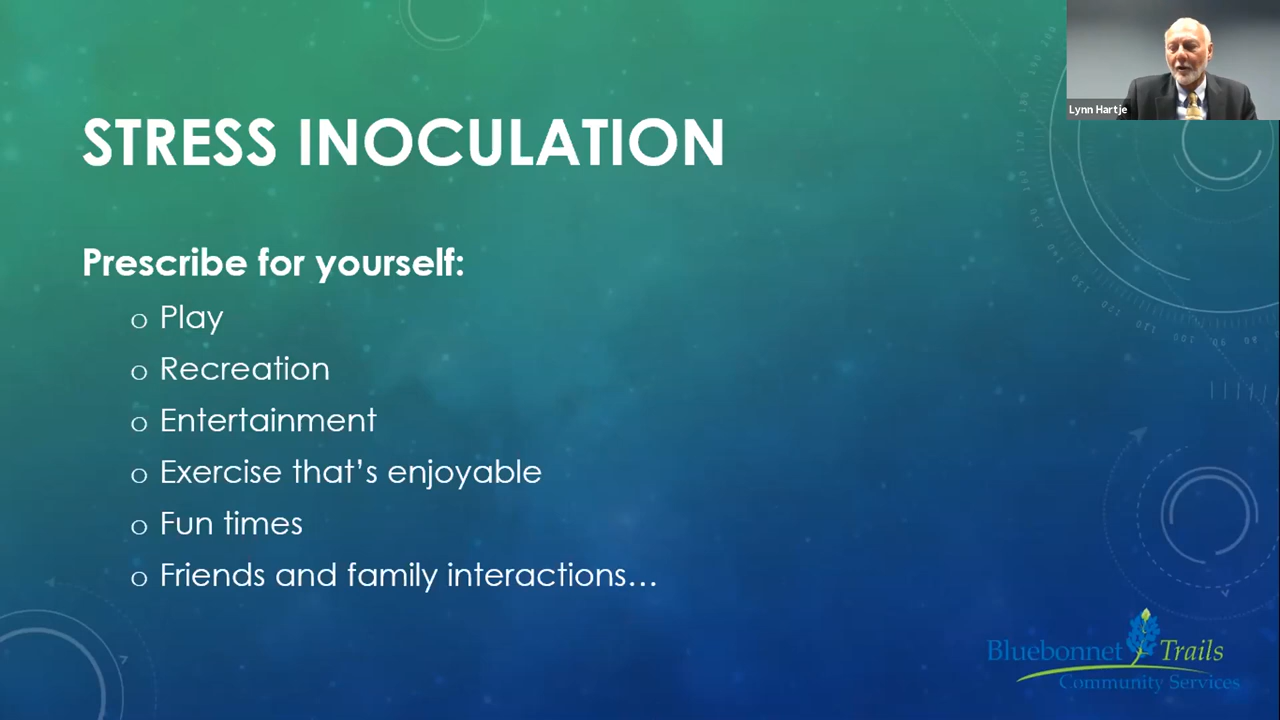 Lynn Hartje
STRESS INOCULATION
Prescribe for yourself:
o Play
o Recreation
o Entertainment
o Exercise that's enjoyable
o Fun times
o Friends and family interactions…
Bluebonnet Trails
Community Services